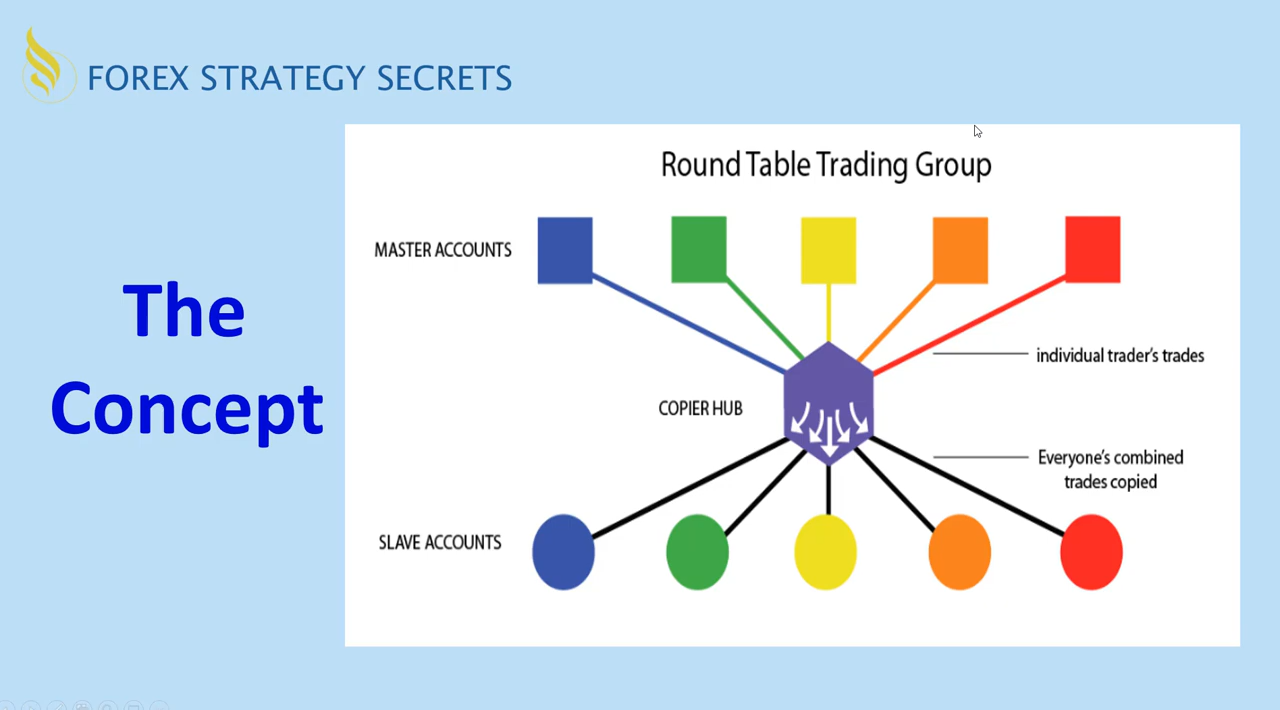 FOREX STRATEGY SECRETS
The
Concept
Round Table Trading Group
MASTER ACCOUNTS
individual trader's trades
COPIER HUB
Everyone's combined
trades copied
SLAVE ACCOUNTS